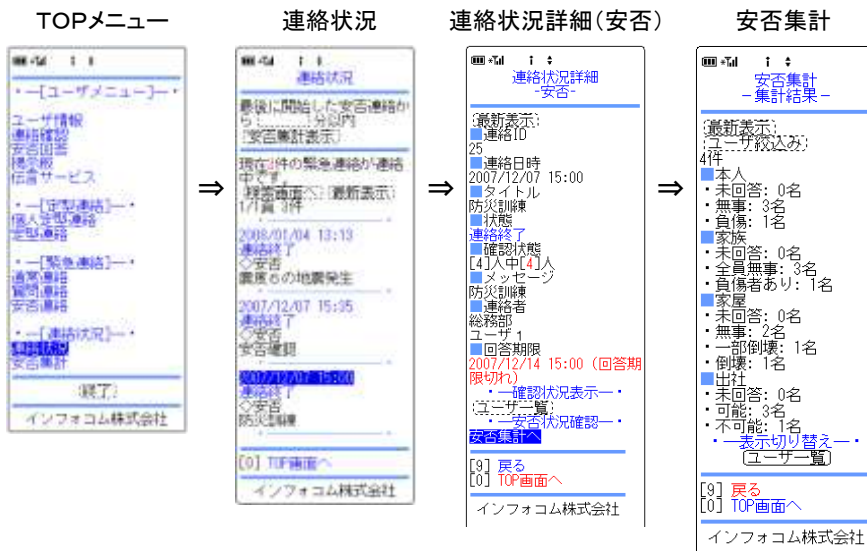 TOPメニュー
連絡状況
連絡状況詳細(安否)
安否集計
・―[ユーザメニュー]―・
ユーザ情報
連絡確認
安否回答
掲示板
伝言サービス
・―[定型連絡]―・
個人定型連絡
定型連絡
・―[緊急連絡]―・
通常連絡
質問連絡
安否連絡
・―[連絡状況]―・
連絡状況
安否集計
(終了)
インフォコム株式会社
⇒
連絡状況
最後に開始した安否連絡か
ら 分以内
安否集計表示
現在3件の緊急連絡が連絡
中です。
検索画面へ 最新表示
1/1頁 3件
2008/01/04 13:13
連絡終了
◇安否
震度6の地震発生
2007/12/07 15:35
連絡終了
◇安否
安否確認
2007/12/07 15:00
連絡終了
◇安否
防災訓練
[0] TOP画面へ
インフォコム株式会社
⇒
連絡状況詳細
-安否-
(最新表示)
■連絡ID
25
■連絡日時
2007/12/07 15:00
■タイトル
防災訓練
■状態
連絡終了
■確認状態
[4]人中[4]人
■メッセージ
防災訓練
■連絡者
総務部
ユーザ1
■回答期限
2007/12/14 15:00 (回答期
限切れ)
・―確認状況表示―・
(ユーザ一覧)
・―安否状況確認―・
安否集計へ
[9] 戻る
[0] TOP画面へ
インフォコム株式会社
⇒
安否集計
-集計結果-
(最新表示)
(ユーザ絞込み)
4件
■本人
・未回答: 0名
・無事: 3名
・負傷: 1名
■家族
・未回答: 0名
・全員無事: 3名
・負傷者あり: 1名
■家屋
・未回答: 0名
・無事: 2名
・一部倒壊: 1名
・倒壊: 1名
■出社
・未回答: 0名
・可能: 3名
・不可能: 1名
・―表示切り替え―・
(ユーザ一覧)
[9] 戻る
[0] TOP画面へ
インフォコム株式会社